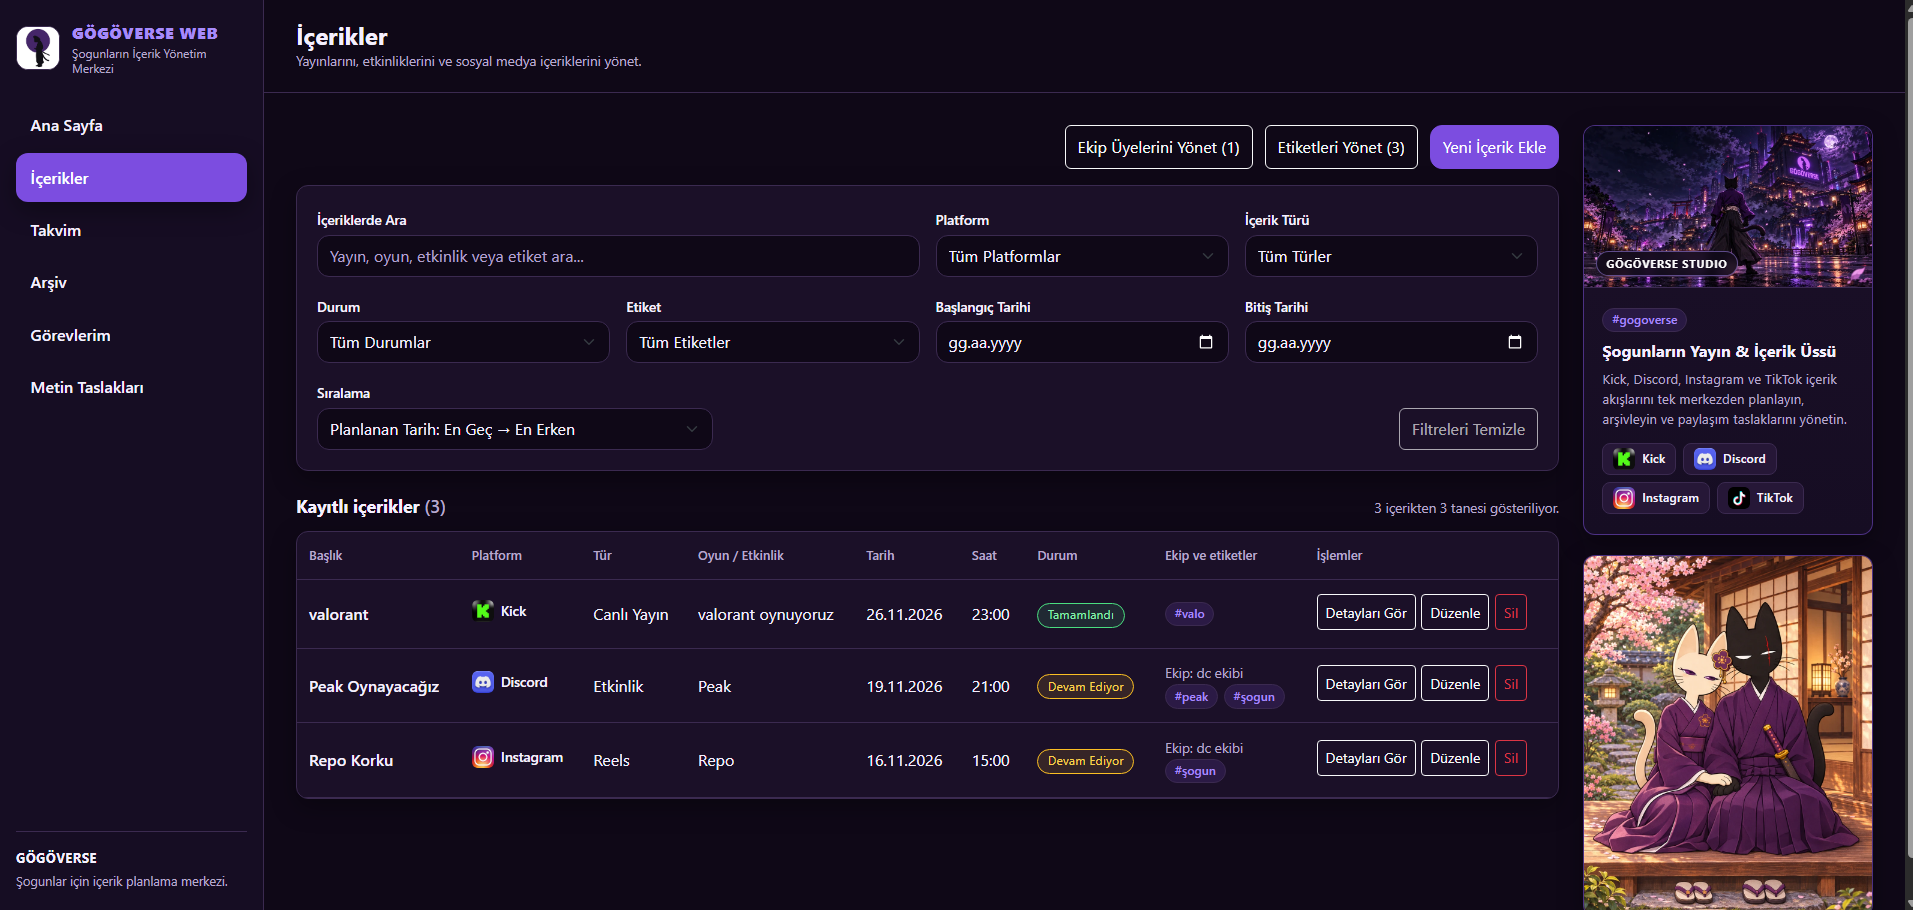 GÖGÖVERSE WEB
Şogunların İçerik Yönetim
Merkezi
Ana Sayfa
İçerikler
Takvim
Arşiv
Görevlerim
Metin Taslakları
GÖGÖVERSE
Şogunlar için içerik planlama merkezi.
İçerikler
Yayınlarını, etkinliklerini ve sosyal medya içeriklerini yönet.
Ekip Üyelerini Yönet (1)
Etiketleri Yönet (3)
Yeni İçerik Ekle
İçeriklerde Ara
Platform
İçerik Türü
Yayın, oyun, etkinlik veya etiket ara...
Tüm Platformlar
Tüm Türler
Durum
Etiket
Başlangıç Tarihi
Bitiş Tarihi
Tüm Durumlar
Tüm Etiketler
gg.aa.yyyy
gg.aa.yyyy
Sıralama
Planlanan Tarih: En Geç → En Erken
Filtreleri Temizle
Kayıtlı içerikler (3)
3 içerikten 3 tanesi gösteriliyor.
Başlık Platform Tür Oyun / Etkinlik Tarih Saat Durum Ekip ve etiketler İşlemler
valorant Kick Canlı Yayın valorant oynuyoruz 26.11.2026 23:00 Tamamlandı #valo Detayları Gör Düzenle Sil
Ekip: dc ekibi
Peak Oynayacağız Discord Etkinlik Peak 19.11.2026 21:00 Devam Ediyor #peak #şogun Detayları Gör Düzenle Sil
Ekip: dc ekibi
Repo Korku Instagram Reels Repo 16.11.2026 15:00 Devam Ediyor #şogun Detayları Gör Düzenle Sil
GÖGÖVERSE
GÖGÖVERSE STUDIO
#gogoverse
Şogunların Yayın & İçerik Üssü
Kick, Discord, Instagram ve TikTok içerik
akışlarını tek merkezden planlayın,
arşivleyin ve paylaşım taslaklarını yönetin.
Kick
Discord
Instagram
TikTok